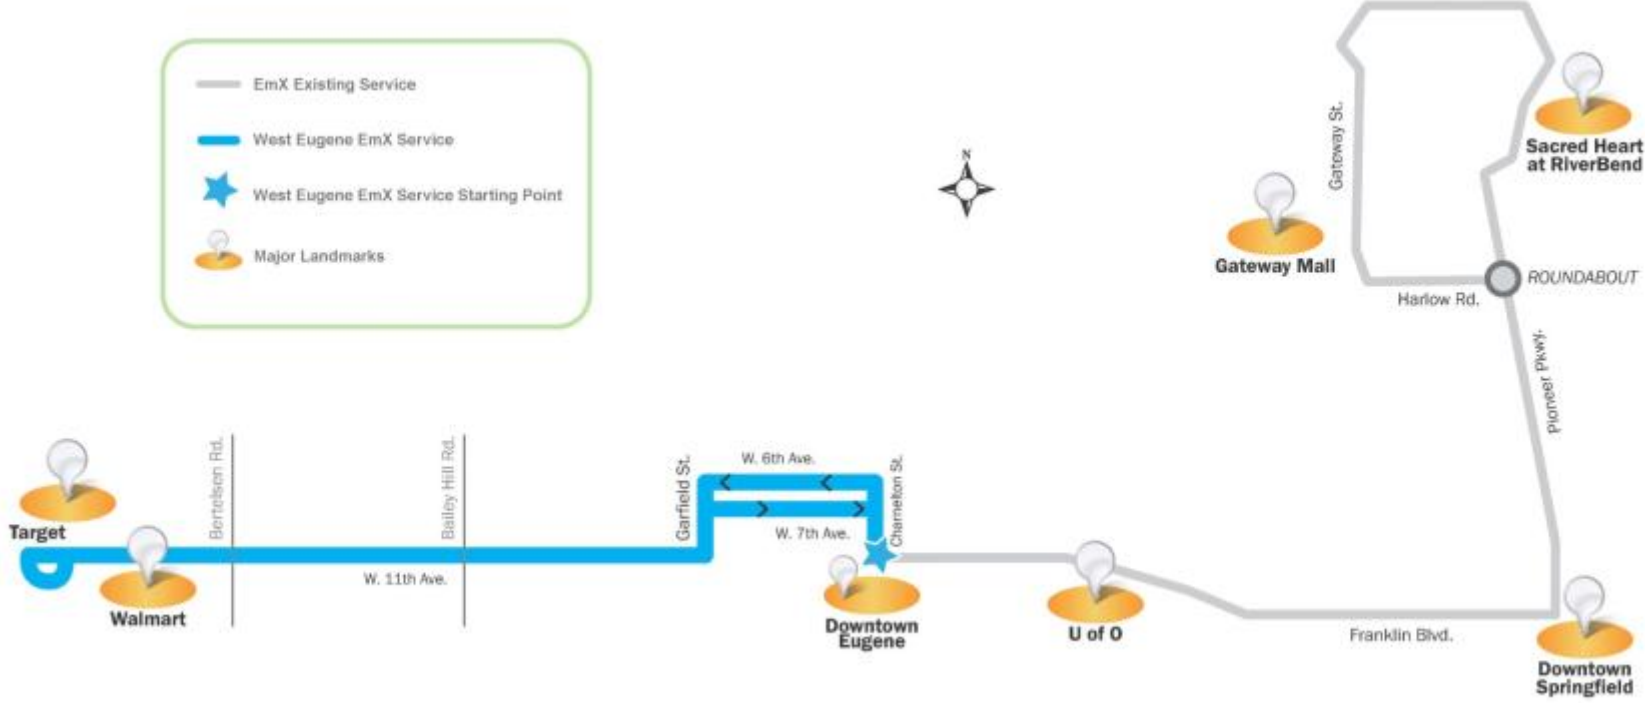 EmX Existing Service
West Eugene EmX Service
West Eugene EmX Service Starting Point
Major Landmarks
N
Gateway St.
Sacred Heart
at RiverBend
Gateway Mall
ROUNDABOUT
Harlow Rd.
Pioneer Pkwy.
Target
Bertelsen Rd.
Bailey Hill Rd.
Garfield St.
W. 6th Ave.
Charnelton St.
W. 7th Ave.
W. 11th Ave.
Walmart
Downtown
Eugene
U of O
Franklin Blvd.
Downtown
Springfield